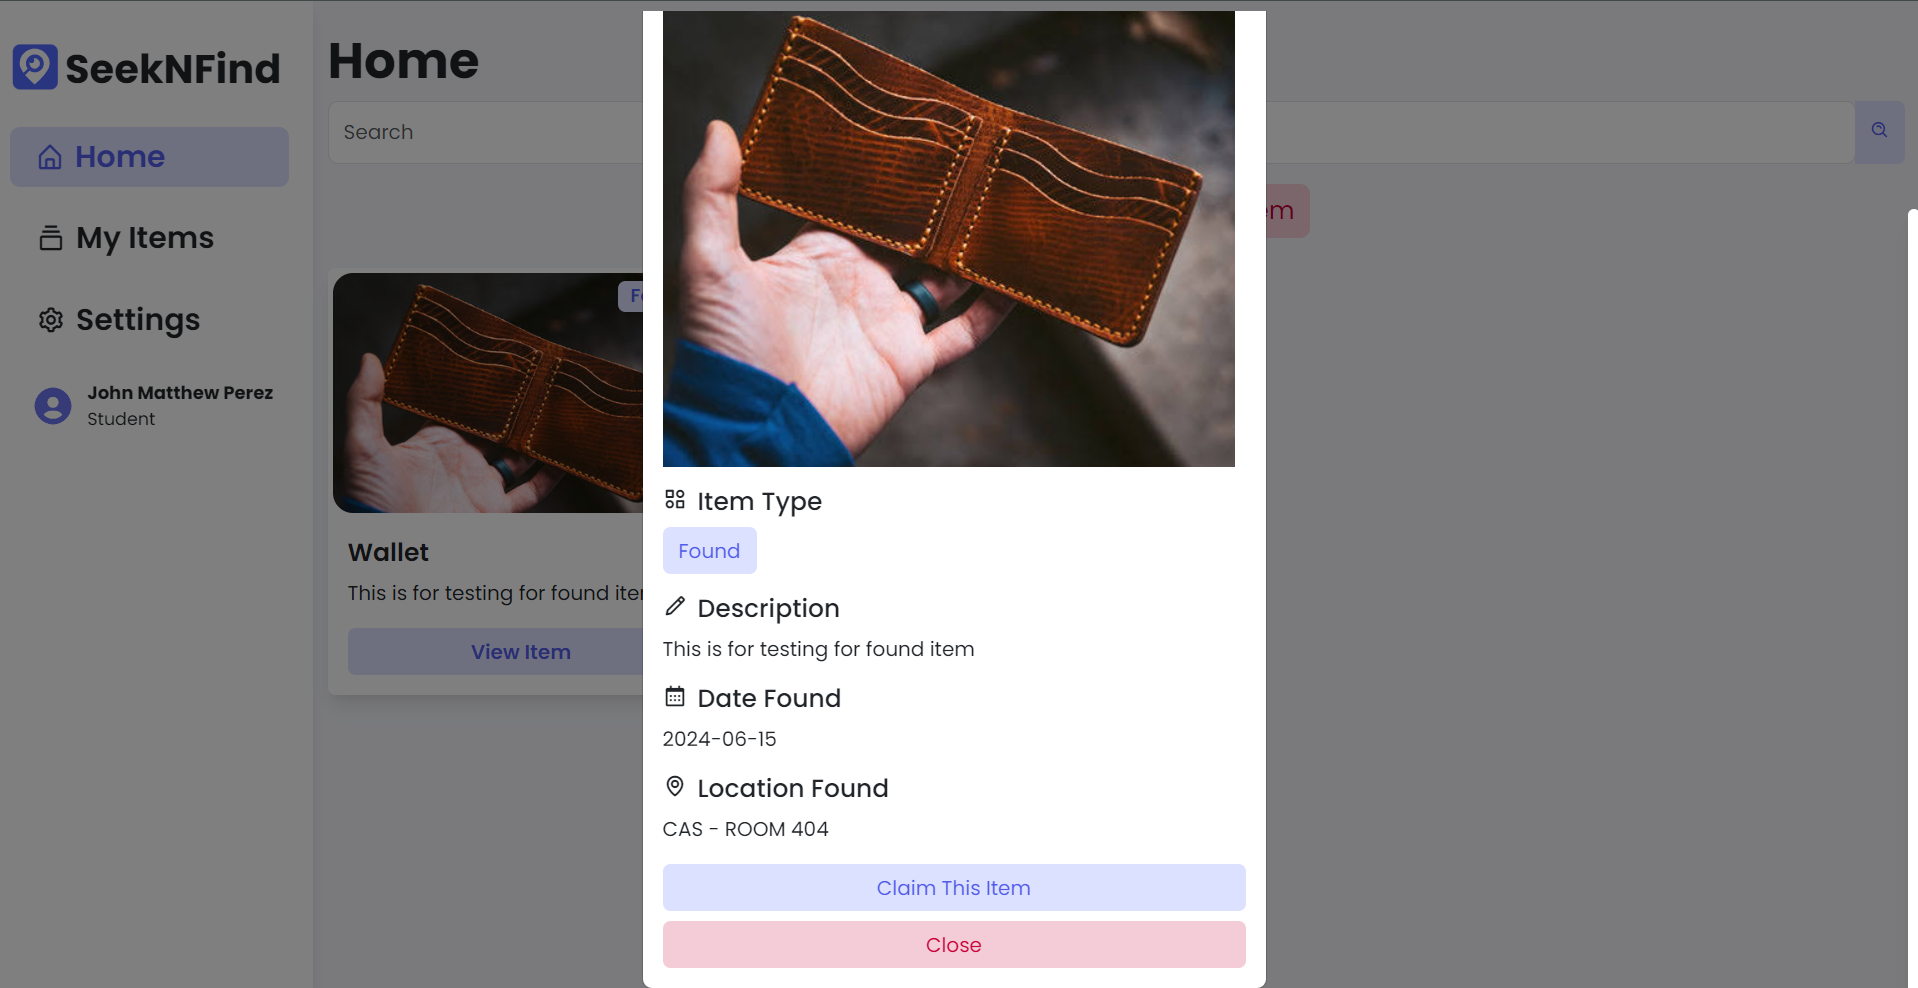 SeekNFind
Home
My Items
Settings
John Matthew Perez
Student
Home
Search
Wallet
This is for testing for found
View Item
Item Type
Found
Description
This is for testing for found item
Date Found
2024-06-15
Location Found
CAS - ROOM 404
Claim This Item
Close